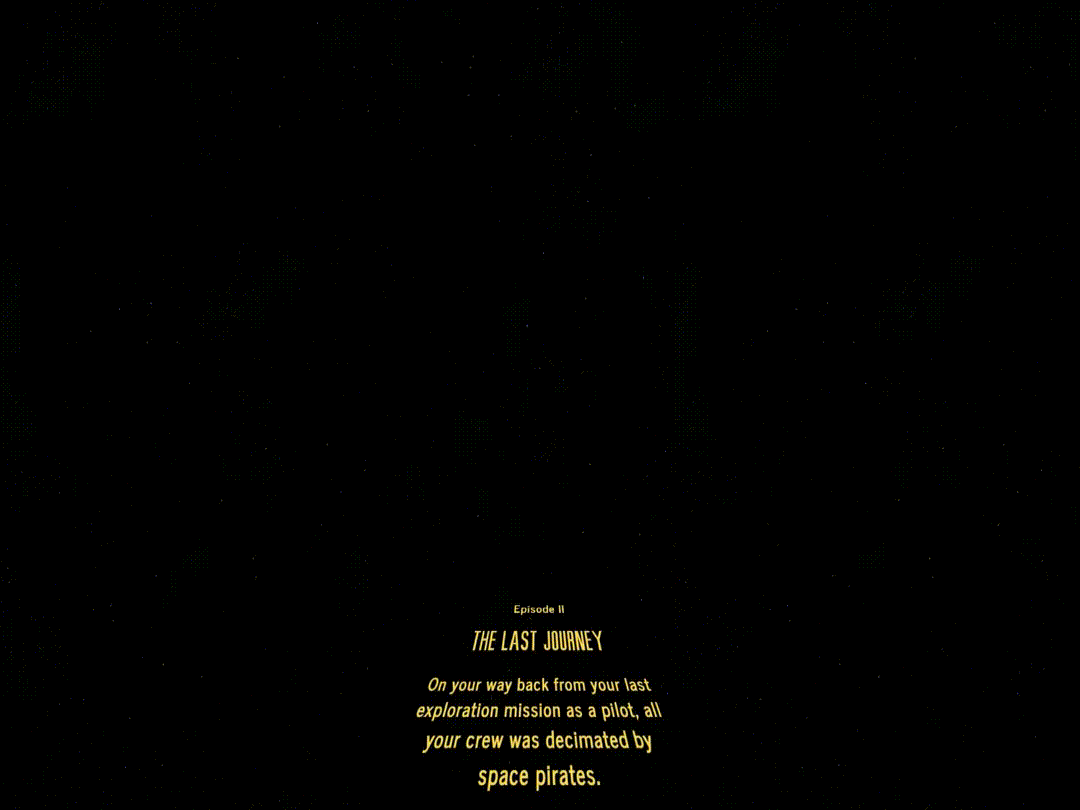 Episode II
THE LAST JOURNEY
On your way back from your last
exploration mission as a pilot, all
your crew was decimated by
space pirates.